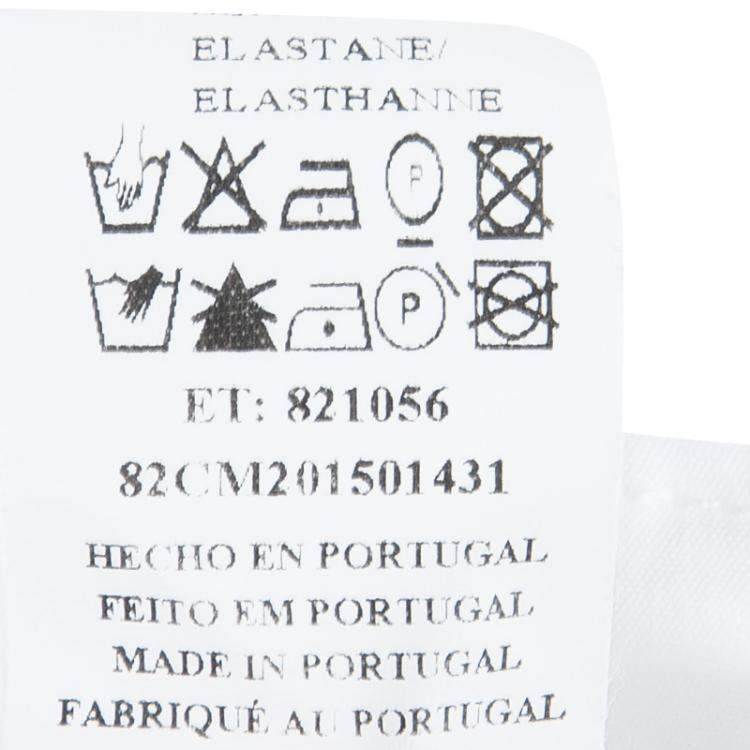 ELASTANE/
ELASTHANNE
P
P
ET: 821056
82CM201501431
HECHO EN PORTUGAL
FEITO EM PORTUGAL
MADE IN PORTUGAL
FABRIQUÉ AU PORTUGAL